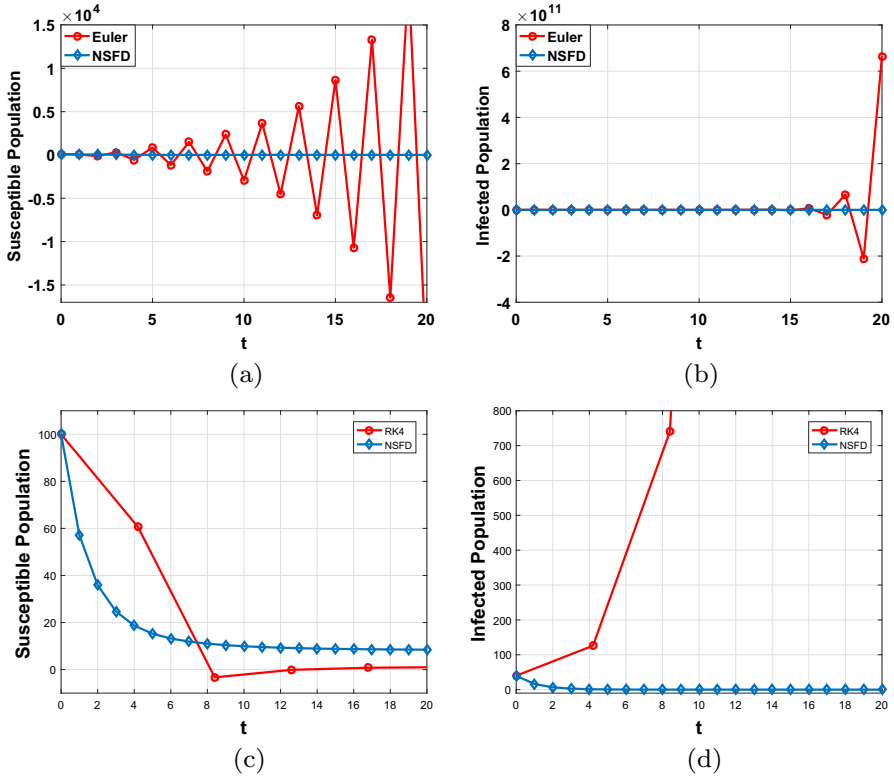 ×10⁴
1.5
1
0.5
0
-0.5
-1
-1.5
Susceptible Population
Euler
NSFD
0 5 10 15 20
t
(a)
×10¹¹
8
6
4
2
0
-2
-4
Infected Population
Euler
NSFD
0 5 10 15 20
t
(b)
100
80
60
40
20
0
Susceptible Population
RK4
NSFD
0 2 4 6 8 10 12 14 16 18 20
t
(c)
800
700
600
500
400
300
200
100
0
Infected Population
RK4
NSFD
0 2 4 6 8 10 12 14 16 18 20
t
(d)